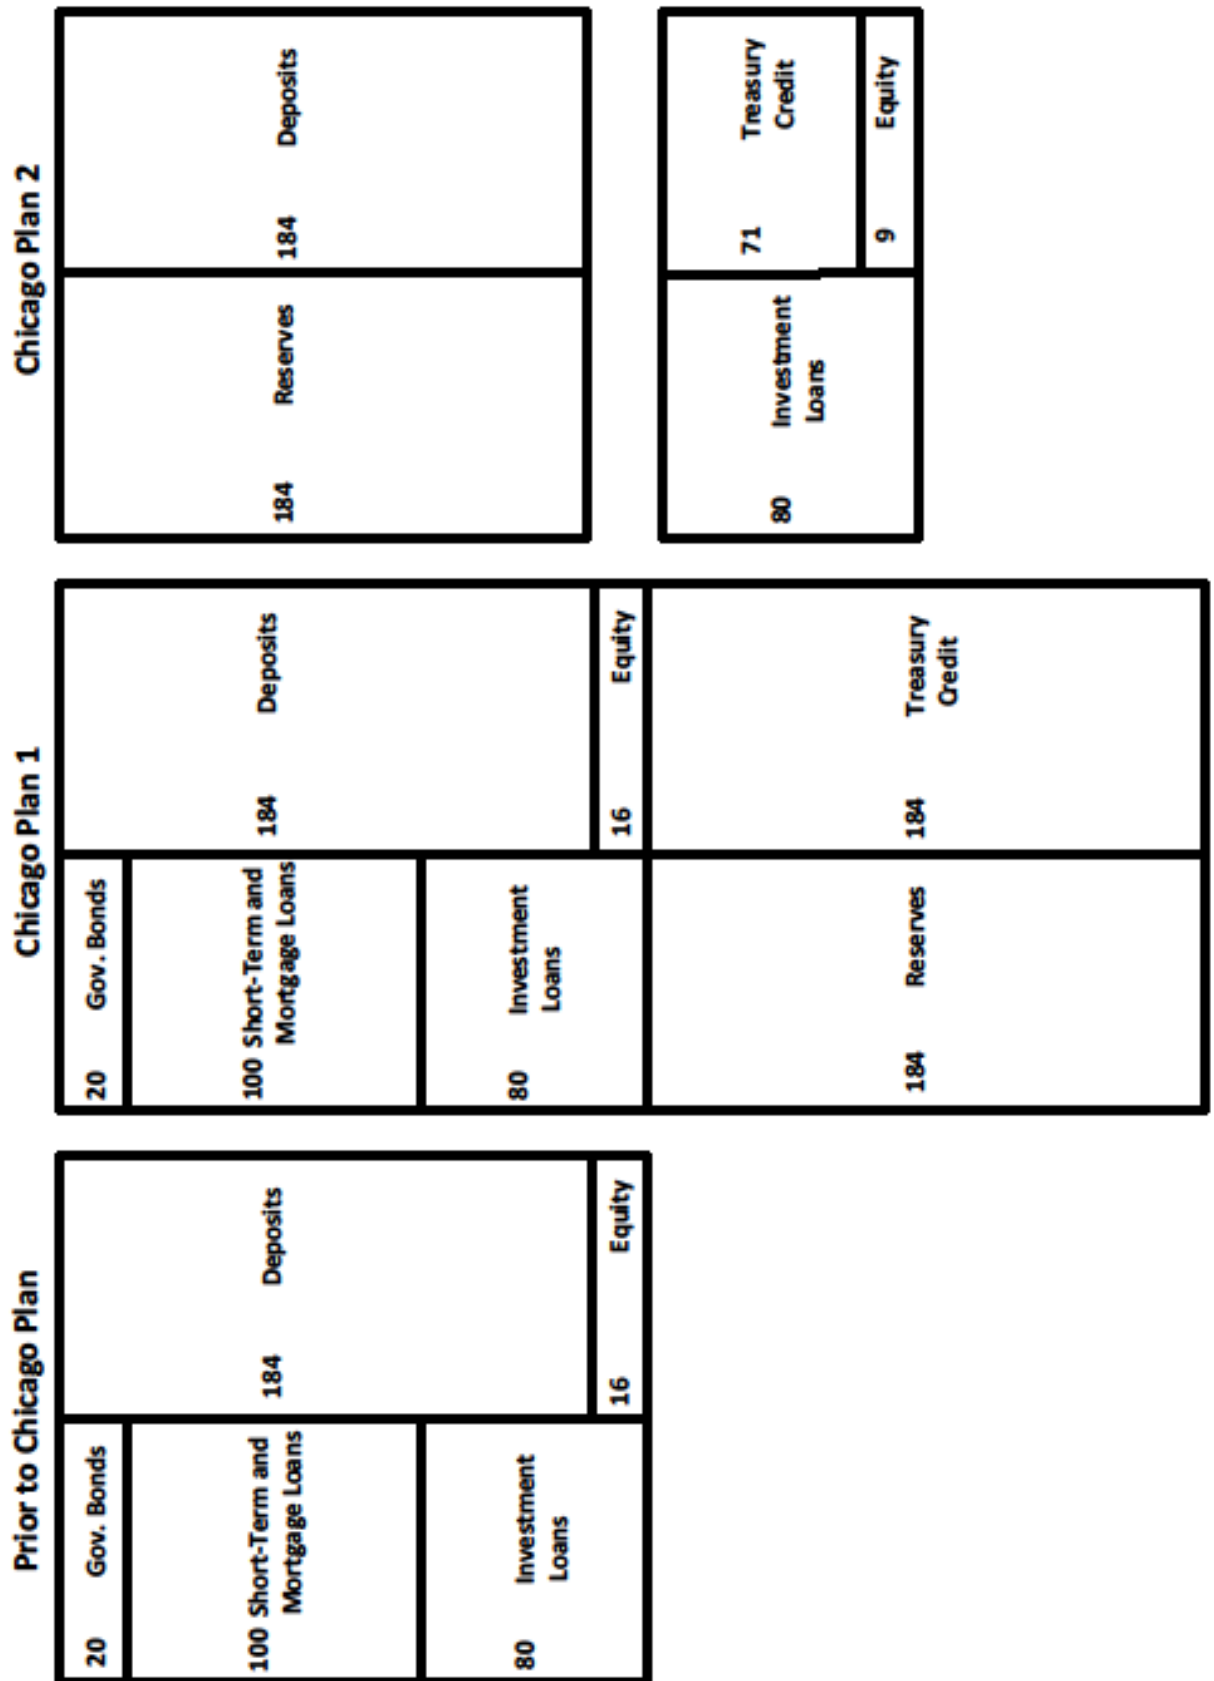 Prior to Chicago Plan
20 Gov. Bonds
100 Short-Term and
Mortgage Loans
80 Investment
Loans
184 Deposits
16 Equity
Chicago Plan 1
20 Gov. Bonds
100 Short-Term and
Mortgage Loans
80 Investment
Loans
184 Reserves
184 Deposits
16 Equity
184 Treasury
Credit
Chicago Plan 2
184 Reserves
184 Deposits
80 Investment
Loans
71 Treasury
Credit
9 Equity